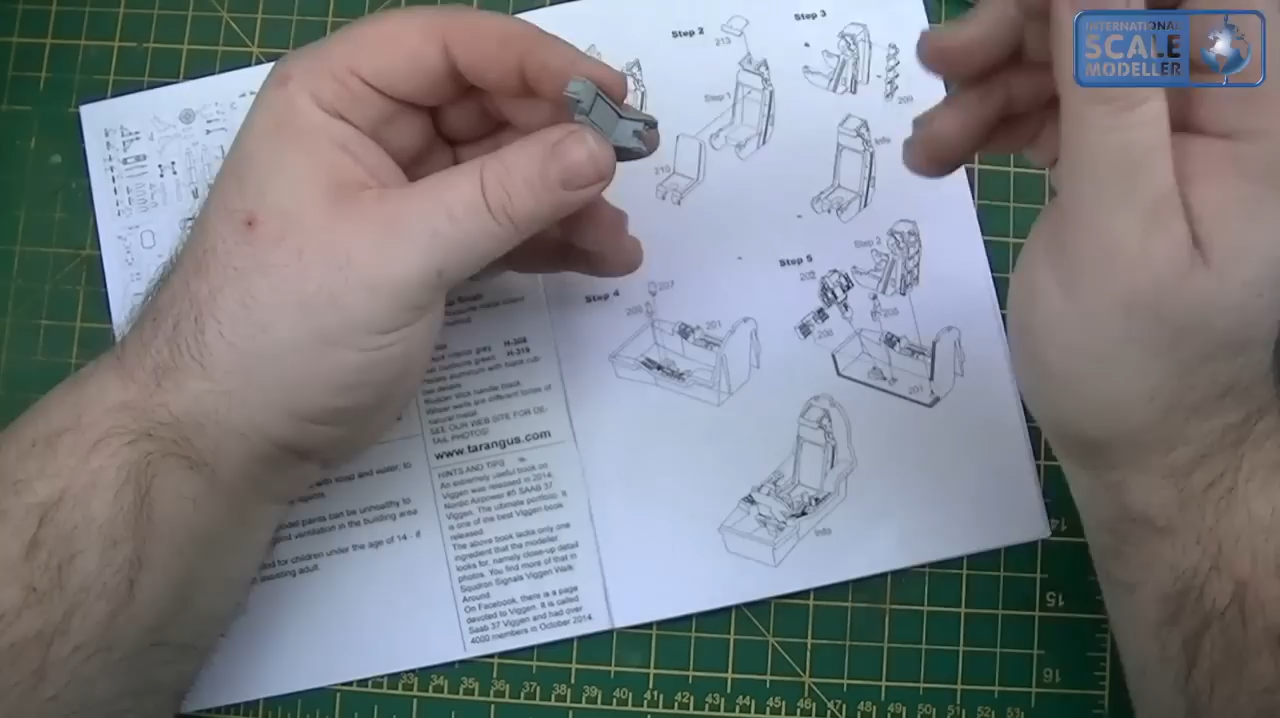 INTERNATIONAL
SCALE
MODELLER
Step 2
213
Step 1
210
Step 3
209
Info
Step 4
207
201
Step 5
Step 2
205
208
201
Info
H-308
H-319
natural metal.
SEE OUR WEB SITE FOR DE-
TAIL PHOTOS!
www.tarangus.com
HINTS AND TIPS
An extremely useful book on
Viggen was released in 2014,
Nordic Airpower #5 SAAB 37
Viggen. The ultimate portfolio. It
is one of the best Viggen book
released.
The above book lacks only one
ingredient that the modeller
looks for, namely close-up detail
photos. You find more of that in
Squdron Signals Viggen Walk
Around.
On Facebook, there is a page
devoted to Viggen. It is called
Saab 37 Viggen and had over
4000 members in October 2014.
with soap and water, to
model paints can be unhealthy to
good ventilation in the building area
for children under the age of 14 - if
assisting adult.
14
15
16
33 34 35 36 37 38 39 40 41 42 43 44 45 46 47 48 49 50 51 52 53